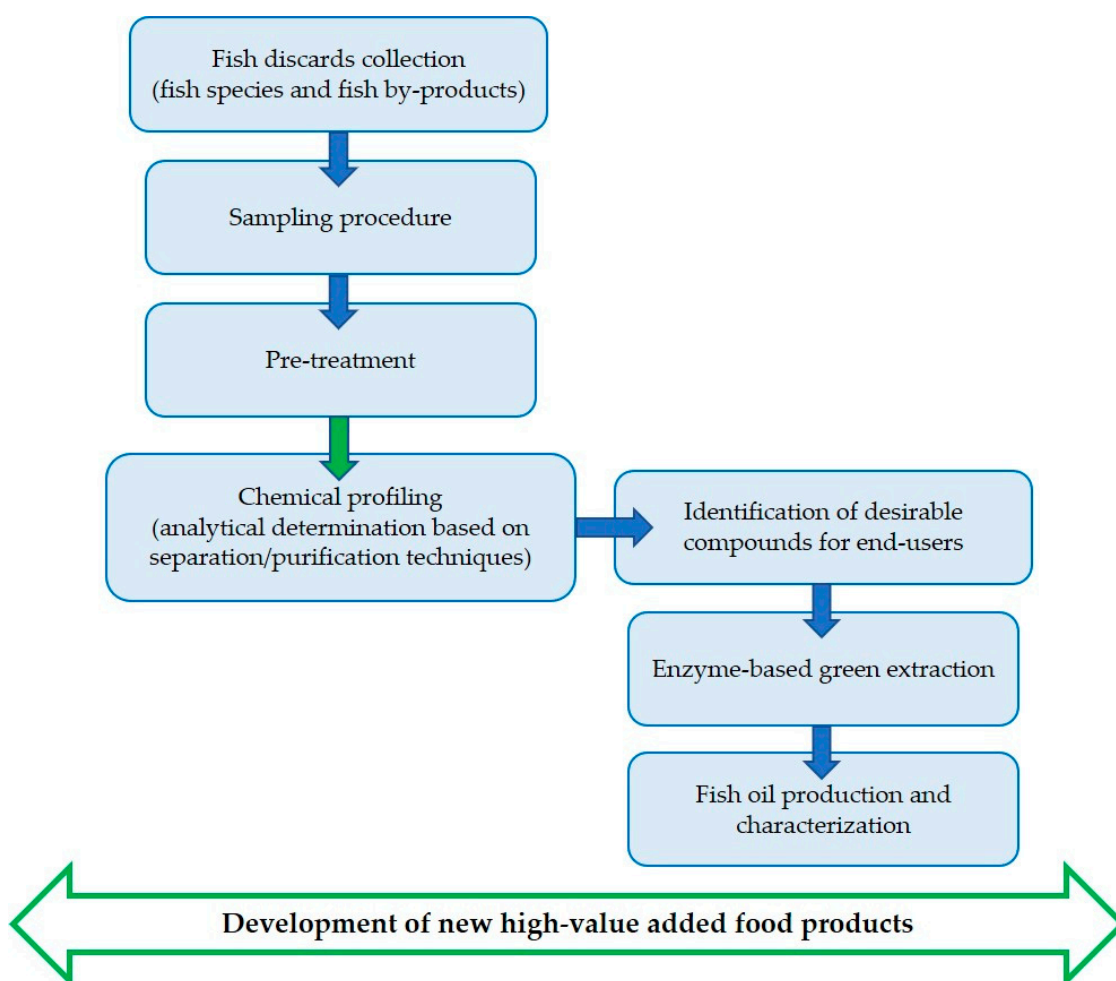 Fish discards collection
(fish species and fish by-products)
Sampling procedure
Pre-treatment
Chemical profiling
(analytical determination based on
separation/purification techniques)
Identification of desirable
compounds for end-users
Enzyme-based green extraction
Fish oil production and
characterization
Development of new high-value added food products